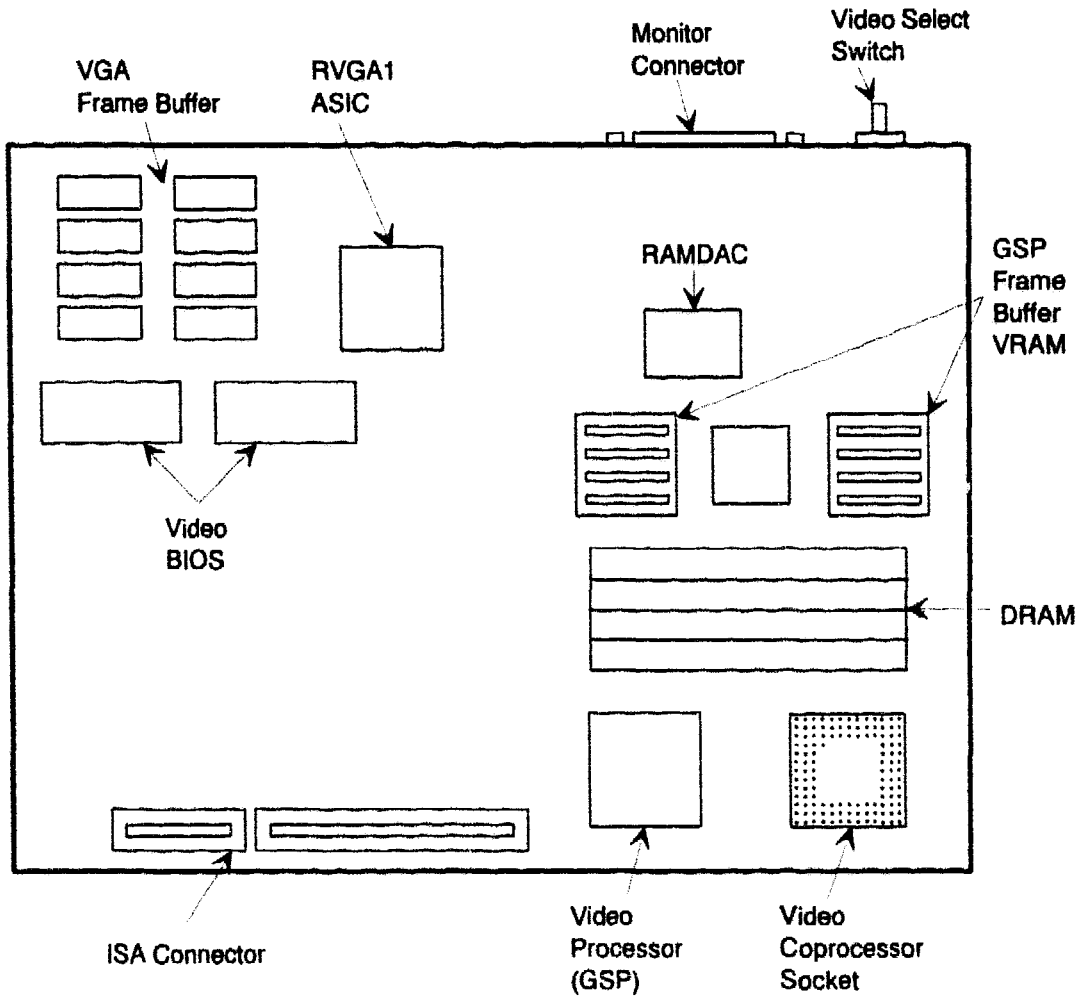 Video Select
Switch
Monitor
Connector
VGA
Frame Buffer
RVGA1
ASIC
RAMDAC
GSP
Frame
Buffer
VRAM
Video
BIOS
DRAM
ISA Connector
Video
Processor
(GSP)
Video
Coprocessor
Socket